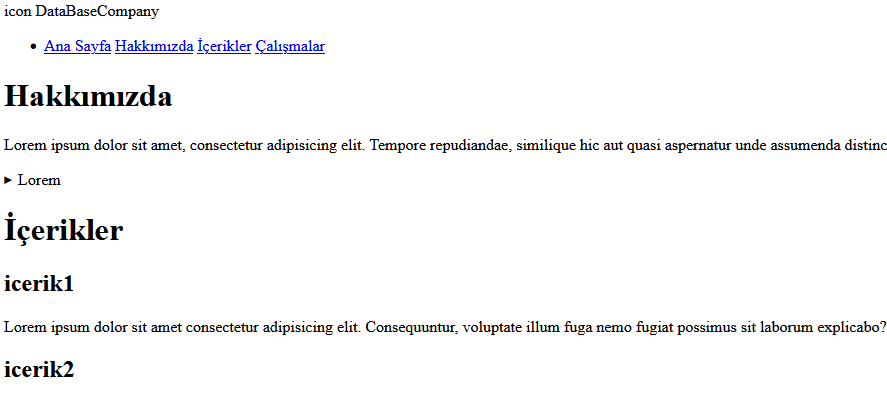 icon DataBaseCompany
Ana Sayfa Hakkımızda İçerikler Çalışmalar
Hakkımızda
Lorem ipsum dolor sit amet, consectetur adipisicing elit. Tempore repudiandae, similique hic aut quasi aspernatur unde assumenda distinc
Lorem
İçerikler
icerik1
Lorem ipsum dolor sit amet consectetur adipisicing elit. Consequuntur, voluptate illum fuga nemo fugiat possimus sit laborum explicabo?
icerik2